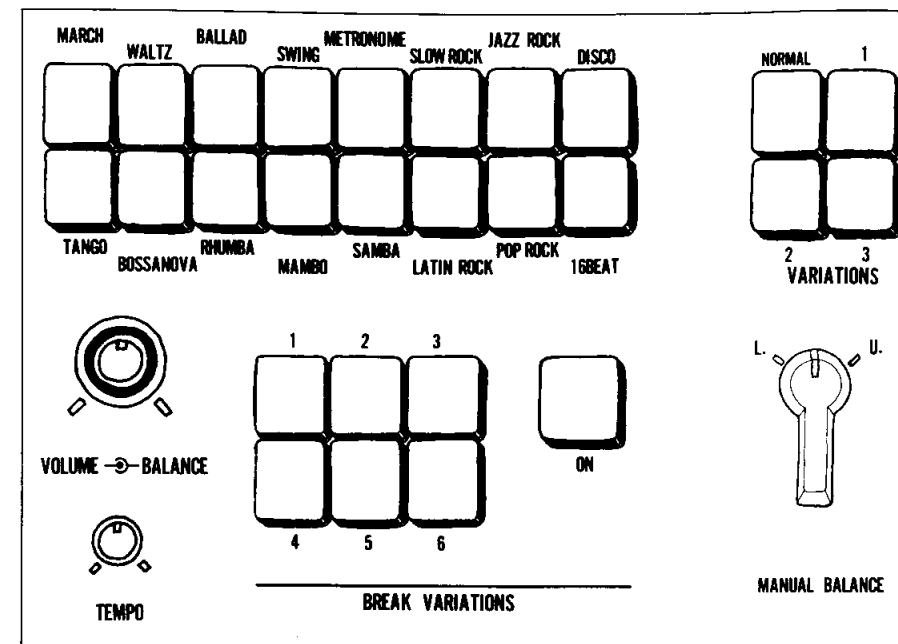 MARCH WALTZ BALLAD SWING METRONOME SLOW ROCK JAZZ ROCK DISCO
NORMAL 1
TANGO BOSSANOVA RHUMBA MAMBO SAMBA LATIN ROCK POP ROCK 16BEAT
2 3
VARIATIONS
1 2 3
L. U.
VOLUME BALANCE
ON
4 5 6
TEMPO
BREAK VARIATIONS
MANUAL BALANCE